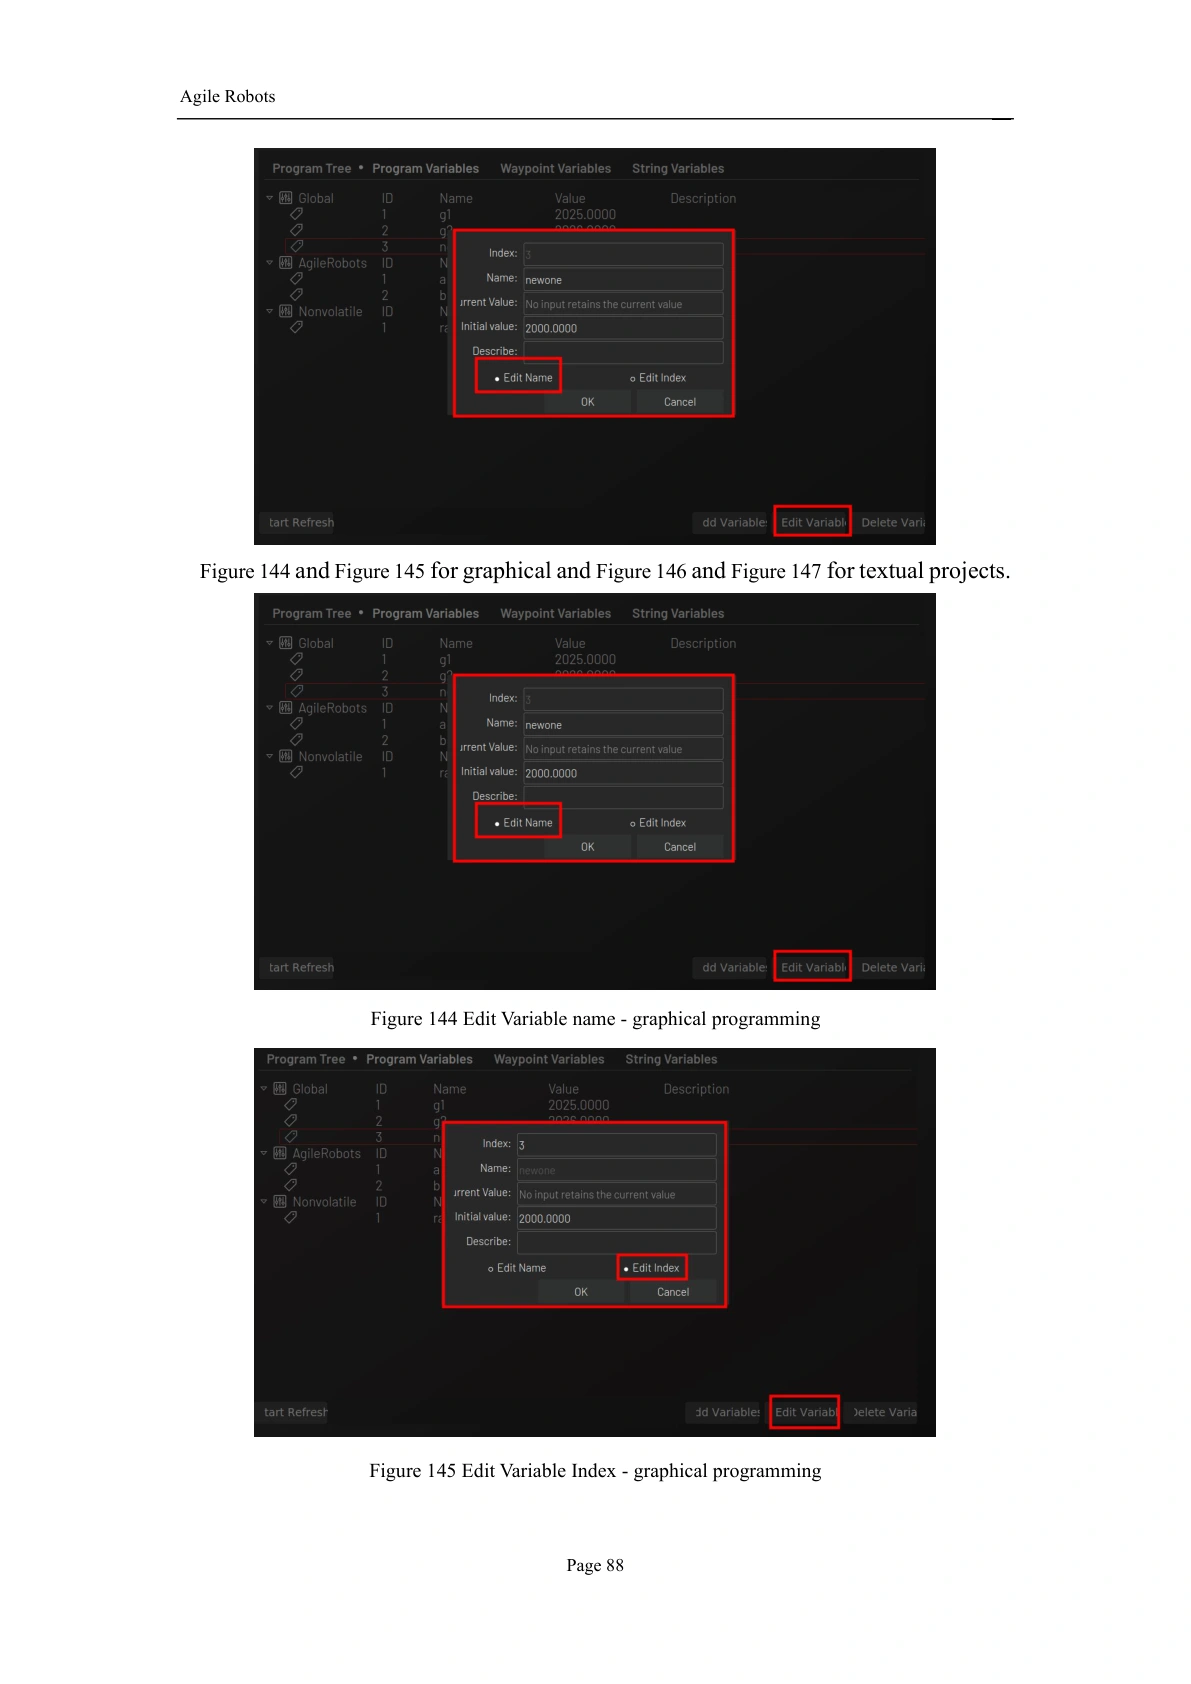 Agile Robots
Program Tree • Program Variables Waypoint Variables String Variables
Global ID Name Value Description
1 g1 2025.0000
2
3
AgileRobots ID
1 a
2 b
Nonvolatile ID
1
Index: 3
Name: newone
urrent Value: No input retains the current value
Initial value: 2000.0000
Describe:
Edit Name Edit Index
OK Cancel
tart Refresh dd Variable Edit Variabl Delete Vari
Figure 144 and Figure 145 for graphical and Figure 146 and Figure 147 for textual projects.
Program Tree • Program Variables Waypoint Variables String Variables
Global ID Name Value Description
1 g1 2025.0000
2
3
AgileRobots ID
1 a
2 b
Nonvolatile ID
1
Index: 3
Name: newone
urrent Value: No input retains the current value
Initial value: 2000.0000
Describe:
Edit Name Edit Index
OK Cancel
tart Refresh dd Variable Edit Variabl Delete Vari
Figure 144 Edit Variable name - graphical programming
Program Tree • Program Variables Waypoint Variables String Variables
Global ID Name Value Description
1 g1 2025.0000
2
3
AgileRobots ID
1 a
2 b
Nonvolatile ID
1
Index: 3
Name: newone
urrent Value: No input retains the current value
Initial value: 2000.0000
Describe:
Edit Name Edit Index
OK Cancel
tart Refresh dd Variable Edit Variabl elete Varia
Figure 145 Edit Variable Index - graphical programming
Page 88